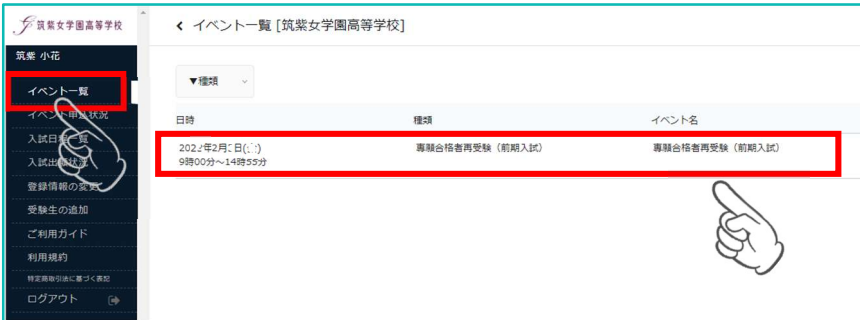 筑紫女学園高等学校
イベント一覧 [筑紫女学園高等学校]
筑紫 小花
イベント一覧
イベント申込状況
入試日程一覧
入試出願状況
登録情報の変更
受験生の追加
ご利用ガイド
利用規約
特定商取引法に基づく表記
ログアウト
▼種類
日時
種類
イベント名
専願合格者再受験（前期入試）
専願合格者再受験（前期入試）
9時00分～14時55分